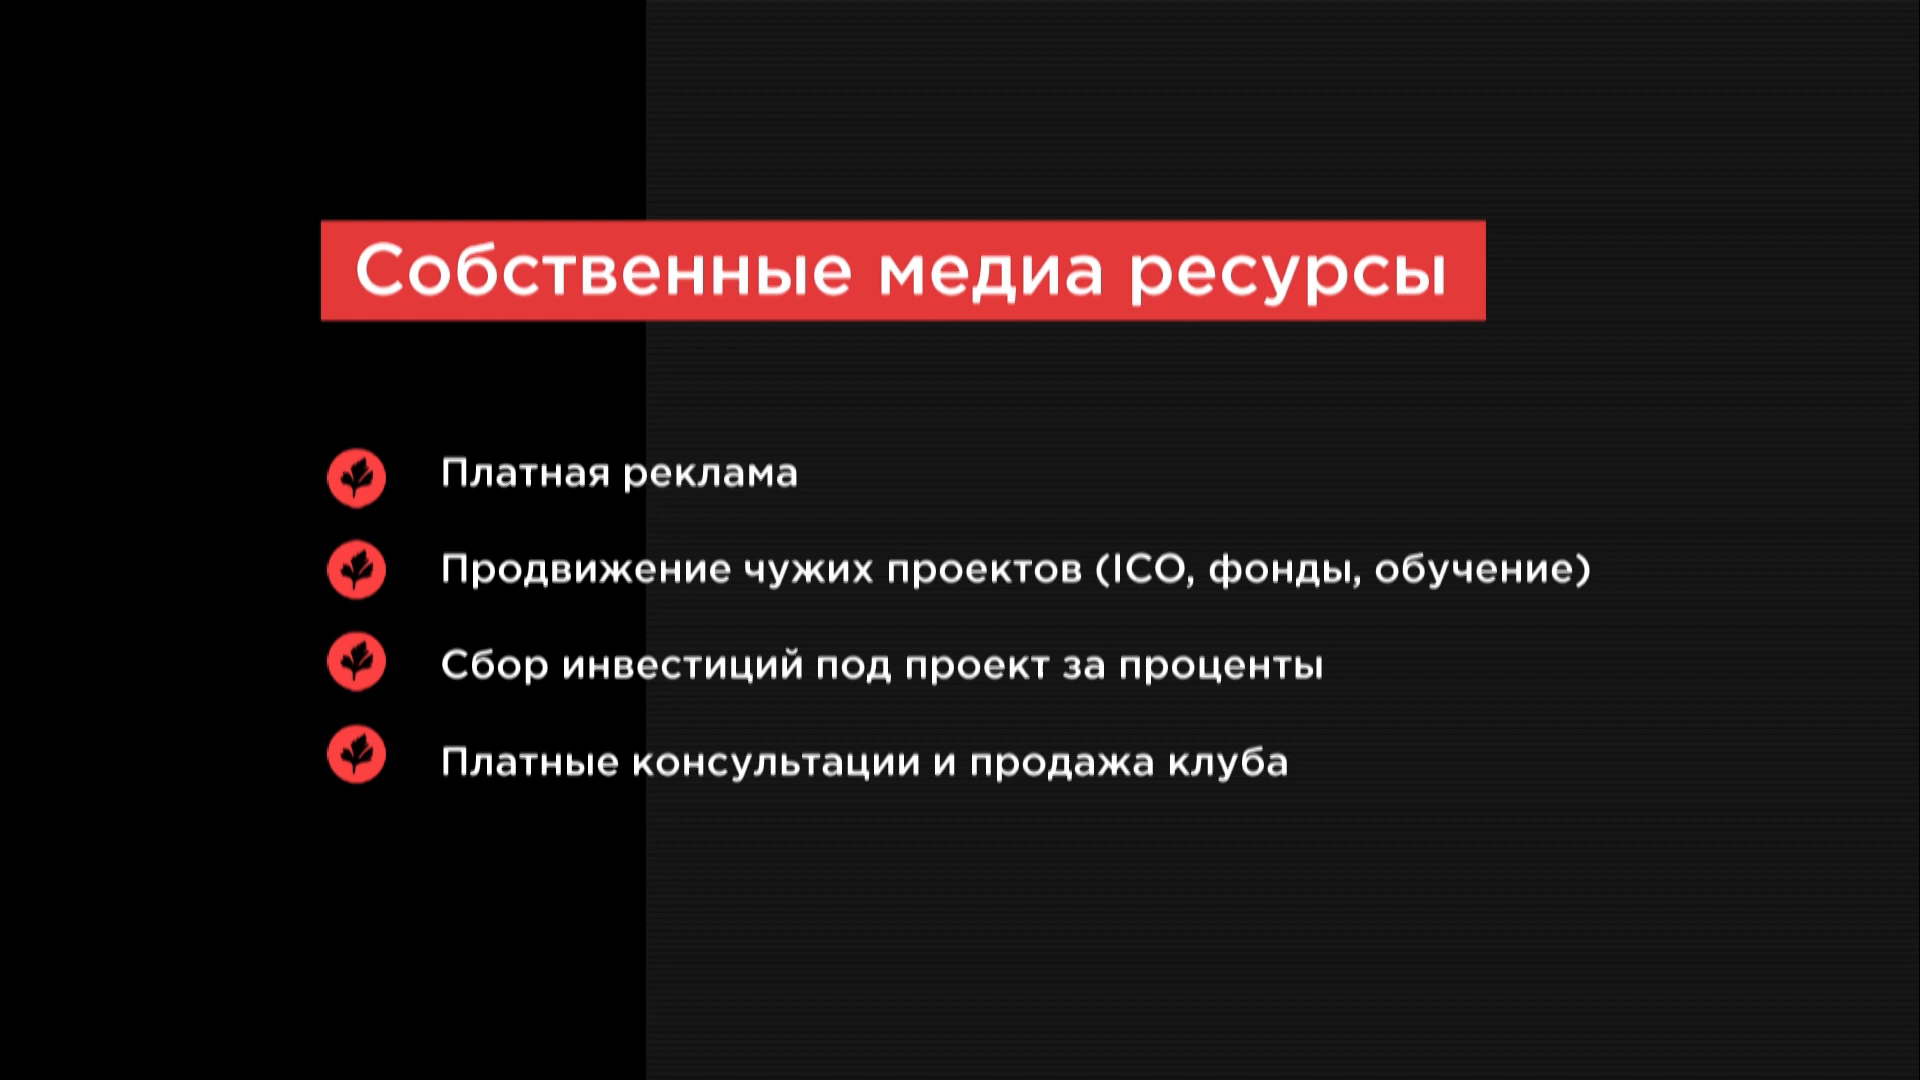 Собственные медиа ресурсы
Платная реклама
Продвижение чужих проектов (ICO, фонды, обучение)
Сбор инвестиций под проект за проценты
Платные консультации и продажа клуба